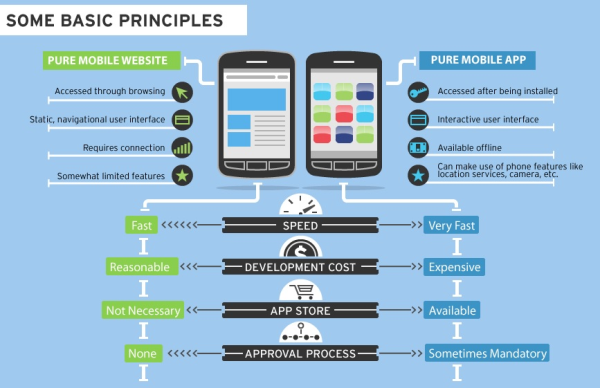 SOME BASIC PRINCIPLES
PURE MOBILE WEBSITE
Accessed through browsing
Static, navigational user interface
Requires connection
Somewhat limited features
PURE MOBILE APP
Accessed after being installed
Interactive user interface
Available offline
Can make use of phone features like
location services, camera, etc.
Fast
SPEED
Very Fast
Reasonable
DEVELOPMENT COST
Expensive
Not Necessary
APP STORE
Available
None
APPROVAL PROCESS
Sometimes Mandatory